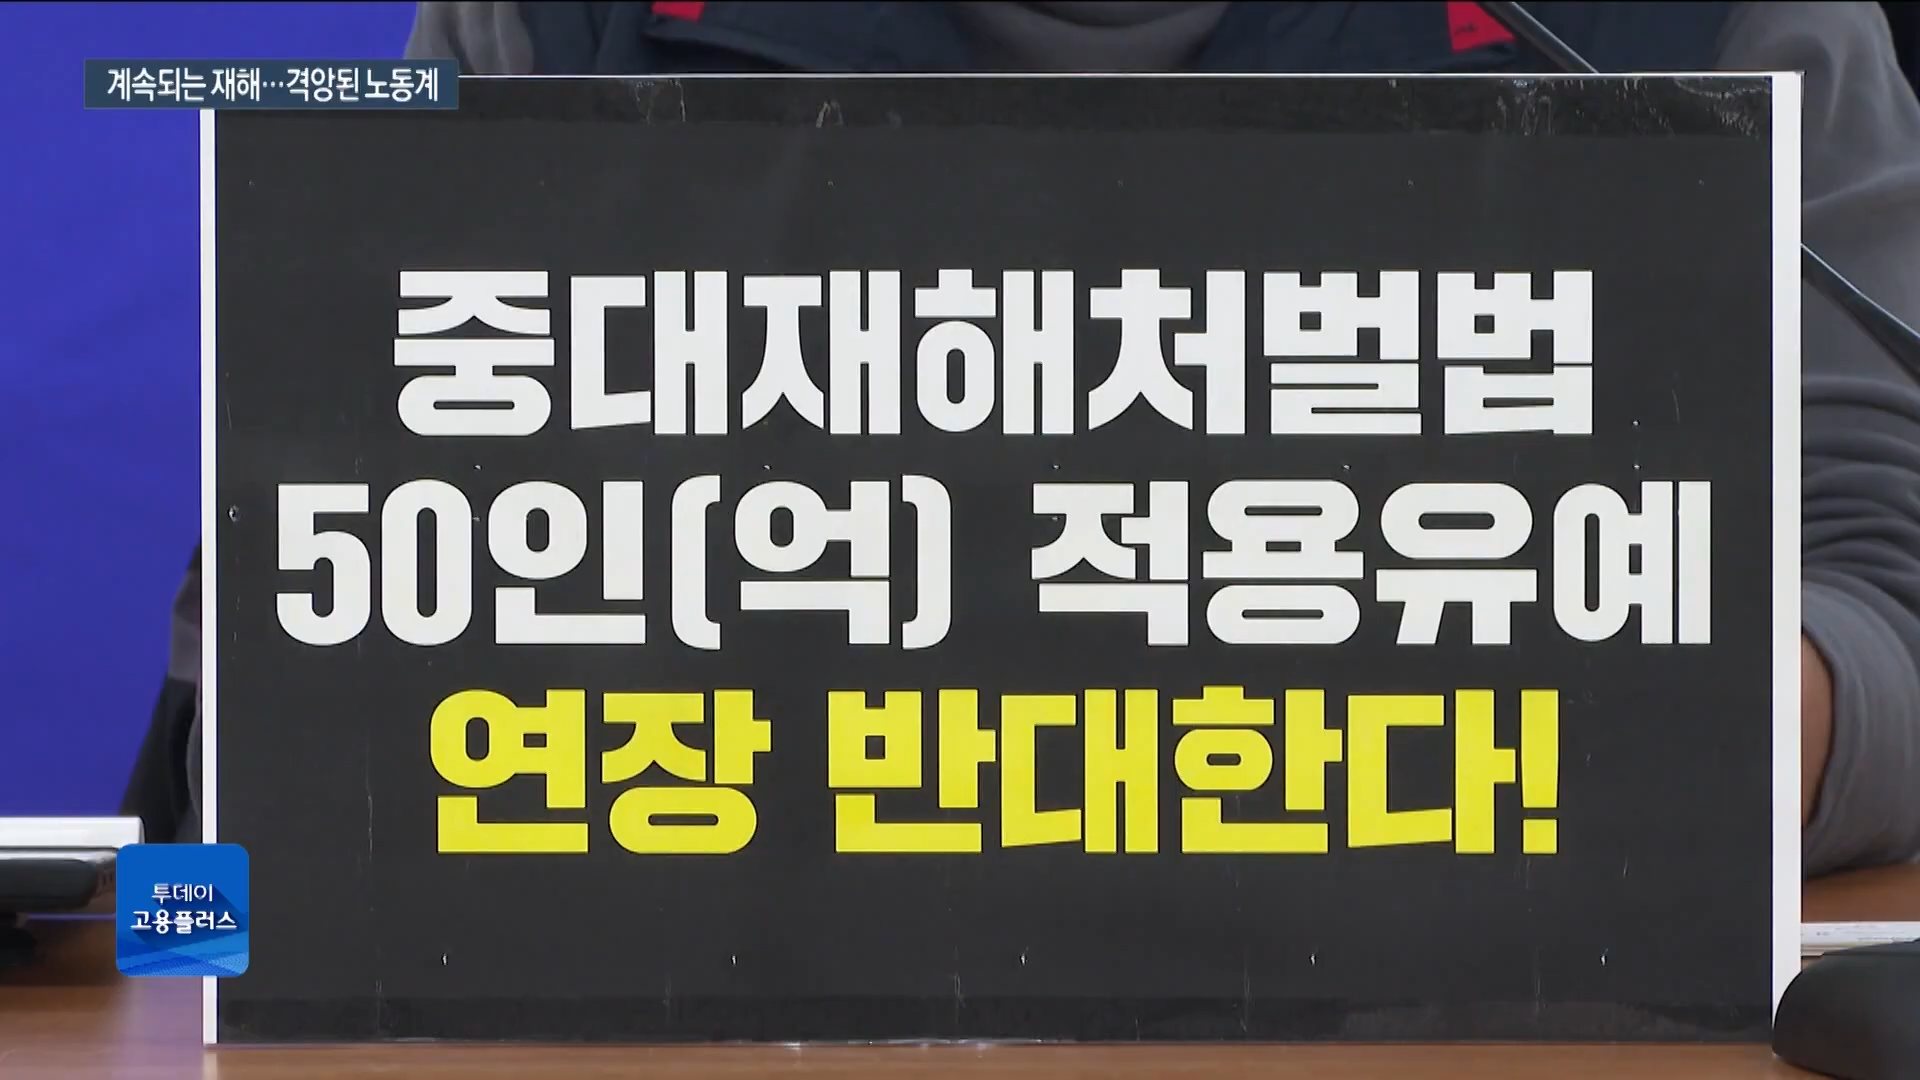 계속되는 재해…격앙된 노동계
중대재해처벌법
50인(억) 적용유예
연장 반대한다!
투데이
고용플러스